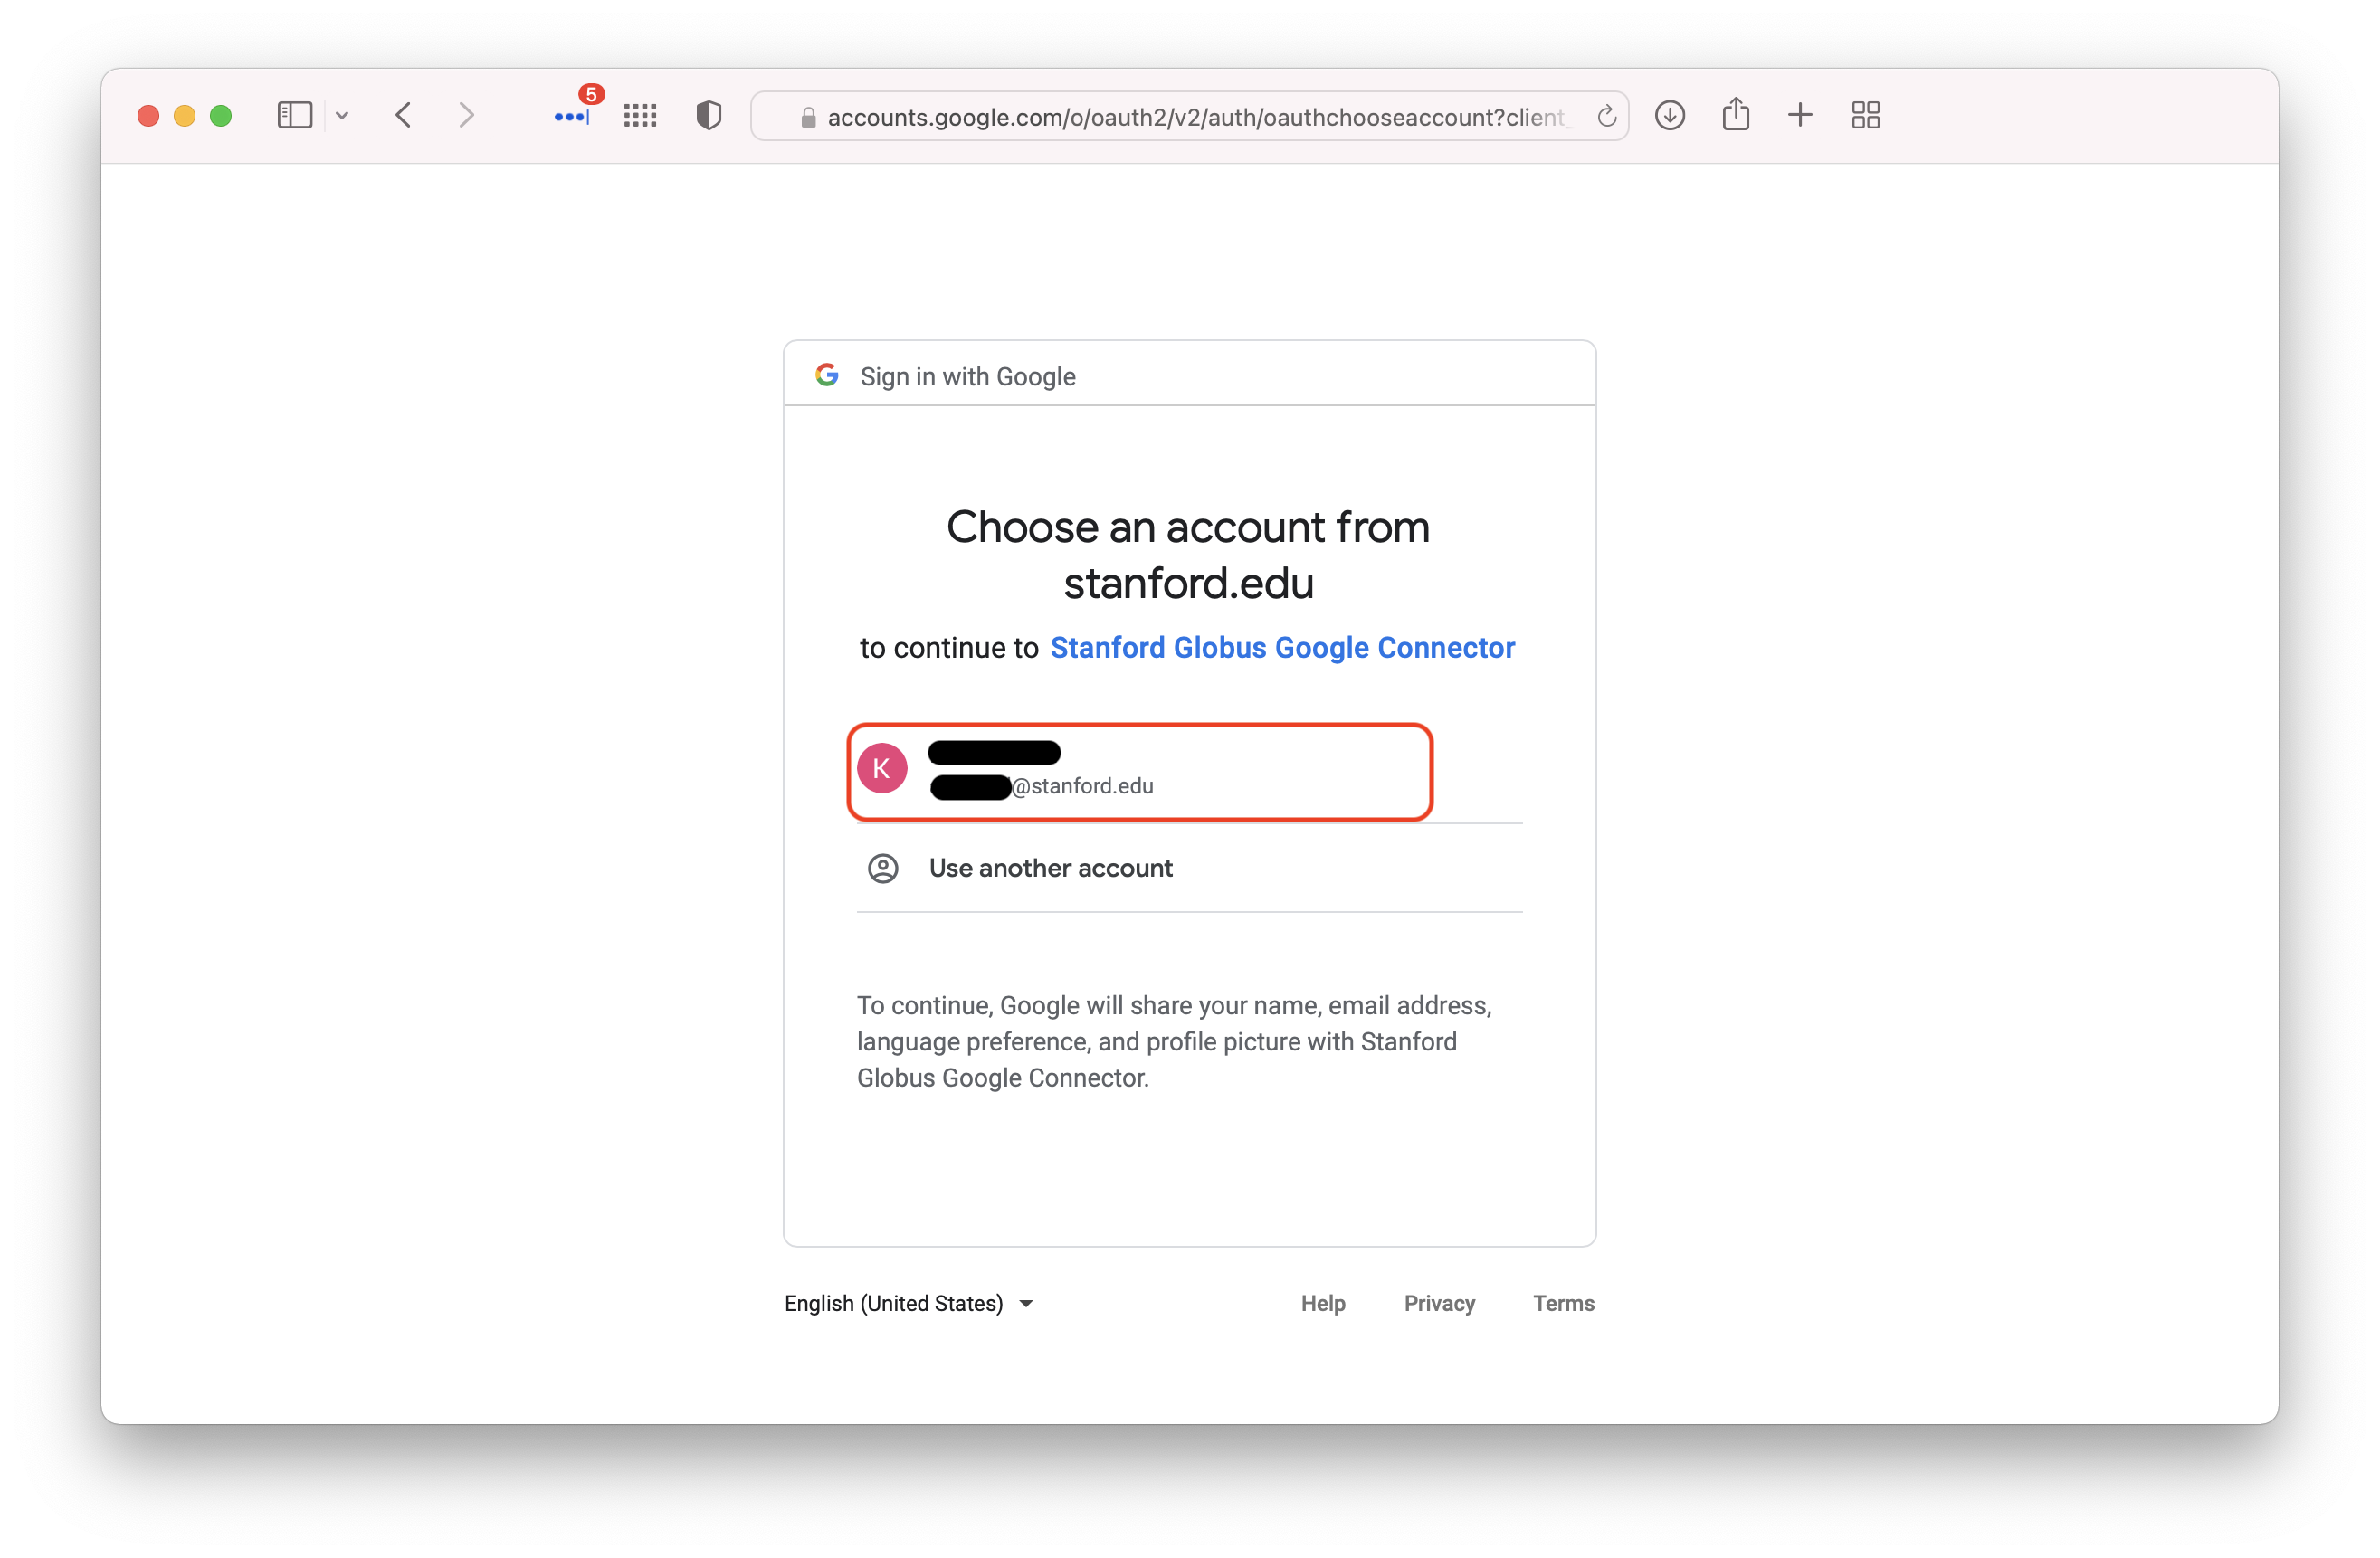 5
accounts.google.com/o/oauth2/v2/auth/oauthchooseaccount?client_
Sign in with Google
Choose an account from
stanford.edu
to continue to Stanford Globus Google Connector
K
@stanford.edu
Use another account
To continue, Google will share your name, email address,
language preference, and profile picture with Stanford
Globus Google Connector.
English (United States)
Help Privacy Terms